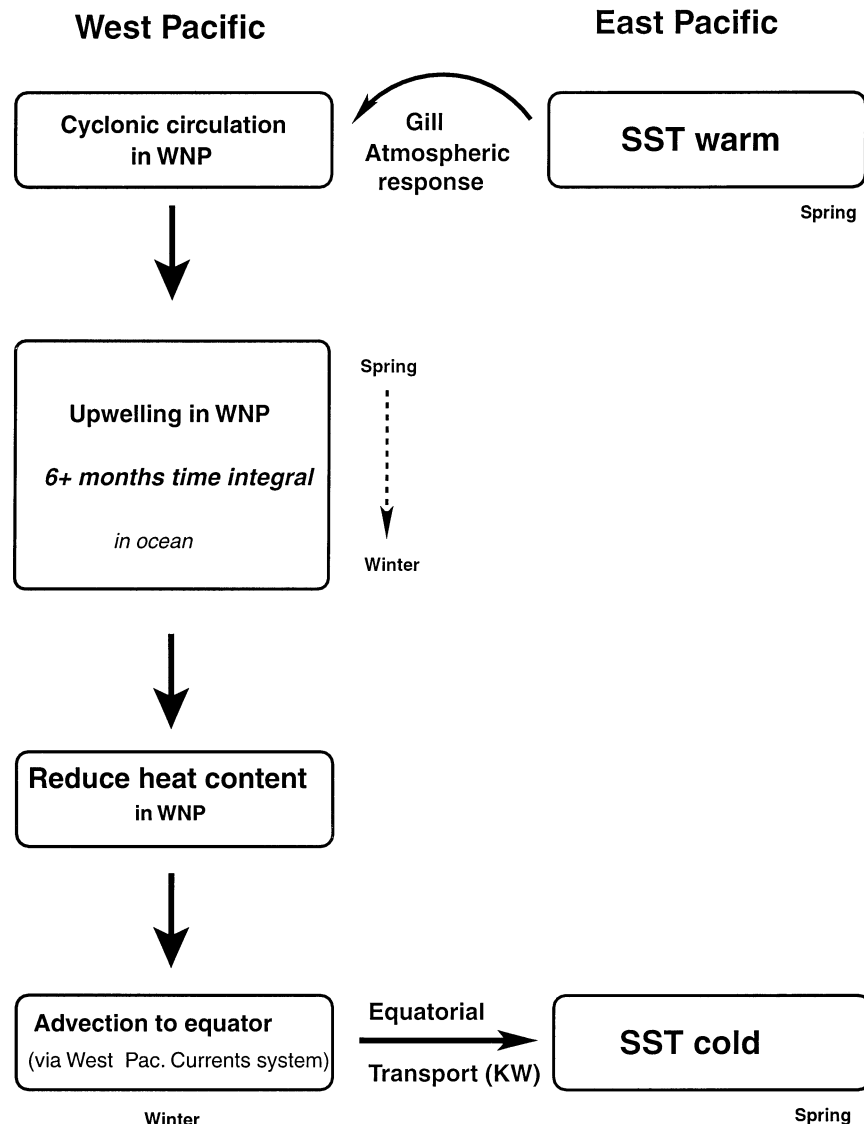 West Pacific
East Pacific
Cyclonic circulation
in WNP
Gill
Atmospheric
response
SST warm
Spring
Upwelling in WNP
6+ months time integral
in ocean
Spring
Winter
Reduce heat content
in WNP
Advection to equator
(via West Pac. Currents system)
Winter
Equatorial
Transport (KW)
SST cold
Spring